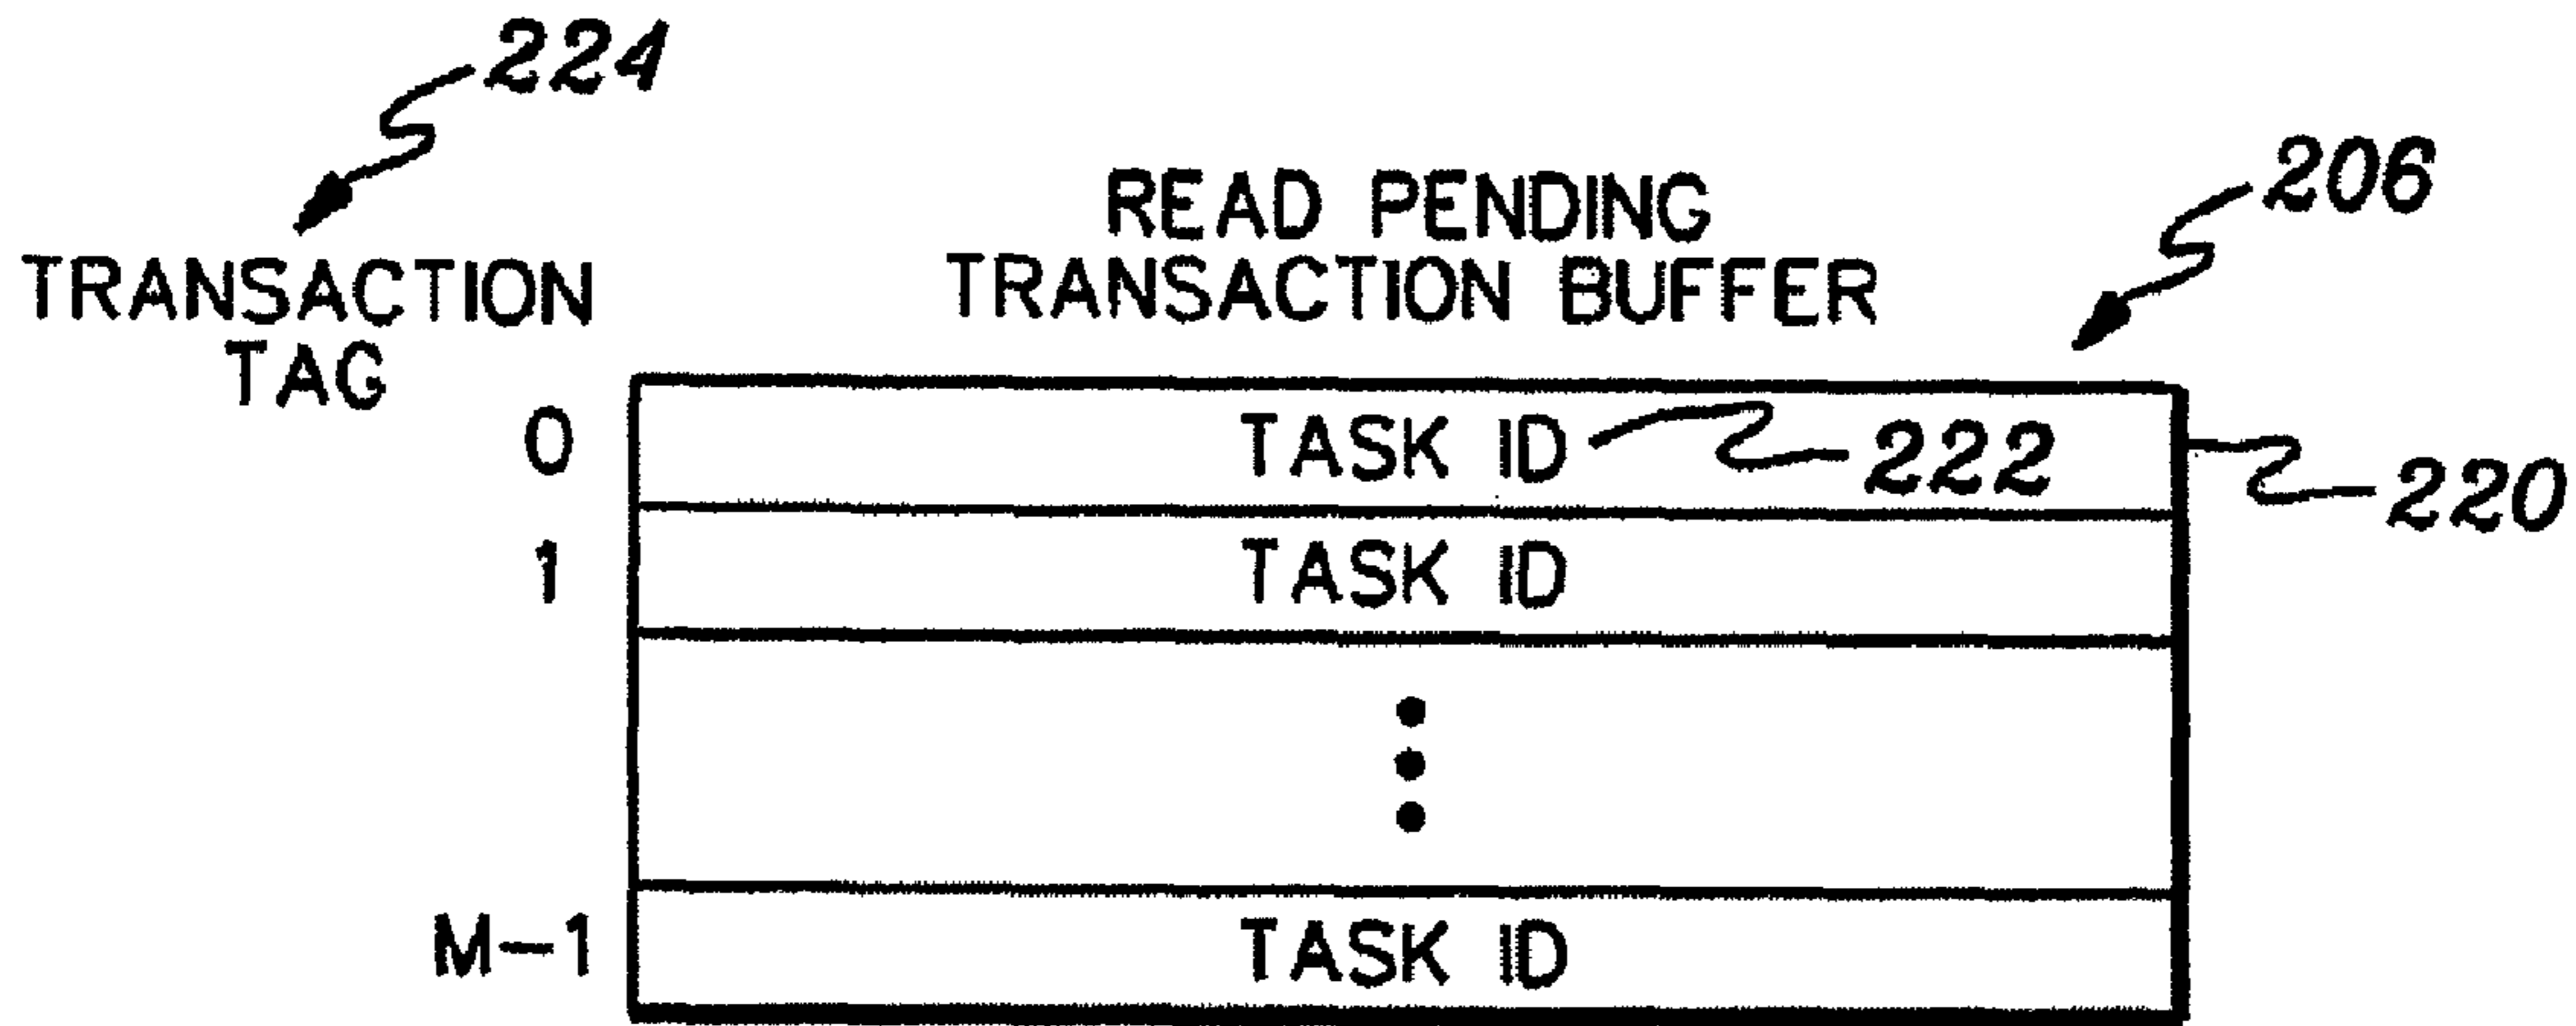 224
206
READ PENDING
TRANSACTION BUFFER
TRANSACTION
TAG
0 TASK ID 222
220
1 TASK ID
M-1 TASK ID